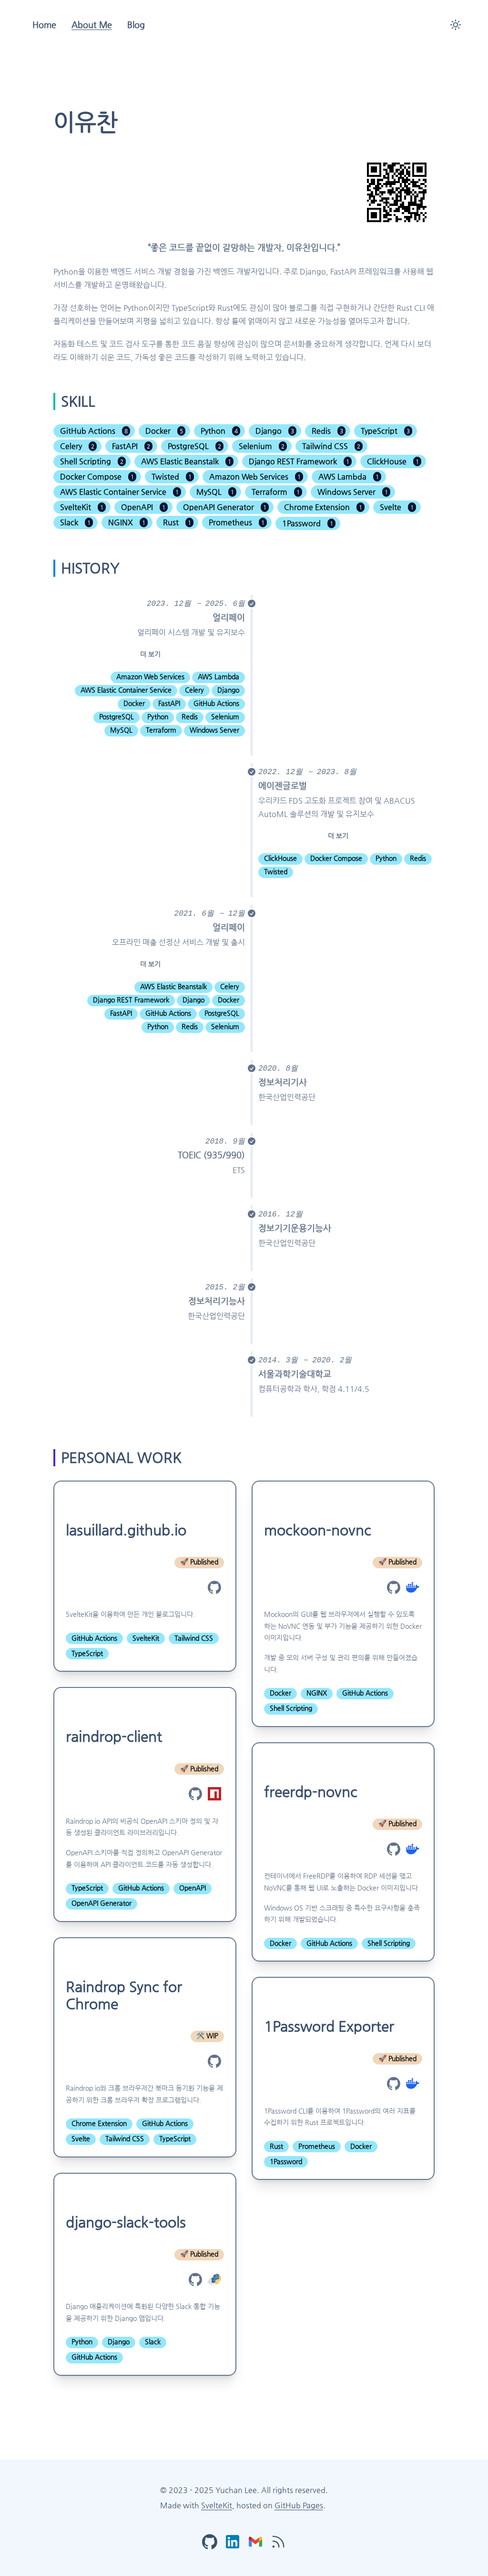 Home About Me Blog
이유찬
"좋은 코드를 끝없이 갈망하는 개발자, 이유찬입니다."
Python을 이용한 백엔드 서비스 개발 경험을 가진 백엔드 개발자입니다. 주로 Django, FastAPI 프레임워크를 사용해 웹
서비스를 개발하고 운영해왔습니다.
가장 선호하는 언어는 Python이지만 TypeScript와 Rust에도 관심이 많아 블로그를 직접 구현하거나 간단한 Rust CLI 애
플리케이션을 만들어보며 지평을 넓히고 있습니다. 항상 틀에 얽매이지 않고 새로운 가능성을 열어두고자 합니다.
자동화 테스트 및 코드 검사 도구를 통한 코드 품질 향상에 관심이 많으며 문서화를 중요하게 생각합니다. 언제 다시 보더
라도 이해하기 쉬운 코드, 가독성 좋은 코드를 작성하기 위해 노력하고 있습니다.
SKILL
GitHub Actions 8 Docker 5 Python 4 Django 3 Redis 3 TypeScript 3
Celery 2 FastAPI 2 PostgreSQL 2 Selenium 2 Tailwind CSS 2
Shell Scripting 2 AWS Elastic Beanstalk 1 Django REST Framework 1 ClickHouse 1
Docker Compose 1 Twisted 1 Amazon Web Services 1 AWS Lambda 1
AWS Elastic Container Service 1 MySQL 1 Terraform 1 Windows Server 1
SvelteKit 1 OpenAPI 1 OpenAPI Generator 1 Chrome Extension 1 Svelte 1
Slack 1 NGINX 1 Rust 1 Prometheus 1 1Password 1
HISTORY
2023. 12월 – 2025. 6월
얼리페이
얼리페이 시스템 개발 및 유지보수
더 보기
Amazon Web Services AWS Lambda
AWS Elastic Container Service Celery Django
Docker FastAPI GitHub Actions
PostgreSQL Python Redis Selenium
MySQL Terraform Windows Server
2022. 12월 – 2023. 8월
에이젠글로벌
우리카드 FDS 고도화 프로젝트 참여 및 ABACUS
AutoML 솔루션의 개발 및 유지보수
더 보기
ClickHouse Docker Compose Python Redis
Twisted
2021. 6월 – 12월
얼리페이
오프라인 매출 선정산 서비스 개발 및 출시
더 보기
AWS Elastic Beanstalk Celery
Django REST Framework Django Docker
FastAPI GitHub Actions PostgreSQL
Python Redis Selenium
2020. 8월
정보처리기사
한국산업인력공단
2018. 9월
TOEIC (935/990)
ETS
2016. 12월
정보기기운용기능사
한국산업인력공단
2015. 2월
정보처리기능사
한국산업인력공단
2014. 3월 – 2020. 2월
서울과학기술대학교
컴퓨터공학과 학사, 학점 4.11/4.5
PERSONAL WORK
lasuillard.github.io
🚀 Published
SvelteKit을 이용하여 만든 개인 블로그입니다.
GitHub Actions SvelteKit Tailwind CSS
TypeScript
raindrop-client
🚀 Published
Raindrop.io API의 비공식 OpenAPI 스키마 정의 및 자
동 생성된 클라이언트 라이브러리입니다.
OpenAPI 스키마를 직접 정의하고 OpenAPI Generator
를 이용하여 API 클라이언트 코드를 자동 생성합니다.
TypeScript GitHub Actions OpenAPI
OpenAPI Generator
Raindrop Sync for
Chrome
🛠️ WIP
Raindrop.io와 크롬 브라우저간 북마크 동기화 기능을 제
공하기 위한 크롬 브라우저 확장 프로그램입니다.
Chrome Extension GitHub Actions
Svelte Tailwind CSS TypeScript
django-slack-tools
🚀 Published
Django 애플리케이션에 특화된 다양한 Slack 통합 기능
을 제공하기 위한 Django 앱입니다.
Python Django Slack
GitHub Actions
mockoon-novnc
🚀 Published
Mockoon의 GUI를 웹 브라우저에서 실행할 수 있도록
하는 NoVNC 연동 및 부가 기능을 제공하기 위한 Docker
이미지입니다.
개발 중 모의 서버 구성 및 관리 편의를 위해 만들어졌습니
다.
Docker NGINX GitHub Actions
Shell Scripting
freerdp-novnc
🚀 Published
컨테이너에서 FreeRDP를 이용하여 RDP 세션을 맺고
NoVNC를 통해 웹 UI로 노출하는 Docker 이미지입니다.
Windows OS 기반 스크래핑 중 특수한 요구사항을 충족
하기 위해 개발되었습니다.
Docker GitHub Actions Shell Scripting
1Password Exporter
🚀 Published
1Password CLI를 이용하여 1Password의 여러 지표를
수집하기 위한 Rust 프로젝트입니다.
Rust Prometheus Docker
1Password
© 2023 - 2025 Yuchan Lee. All rights reserved.
Made with SvelteKit, hosted on GitHub Pages.